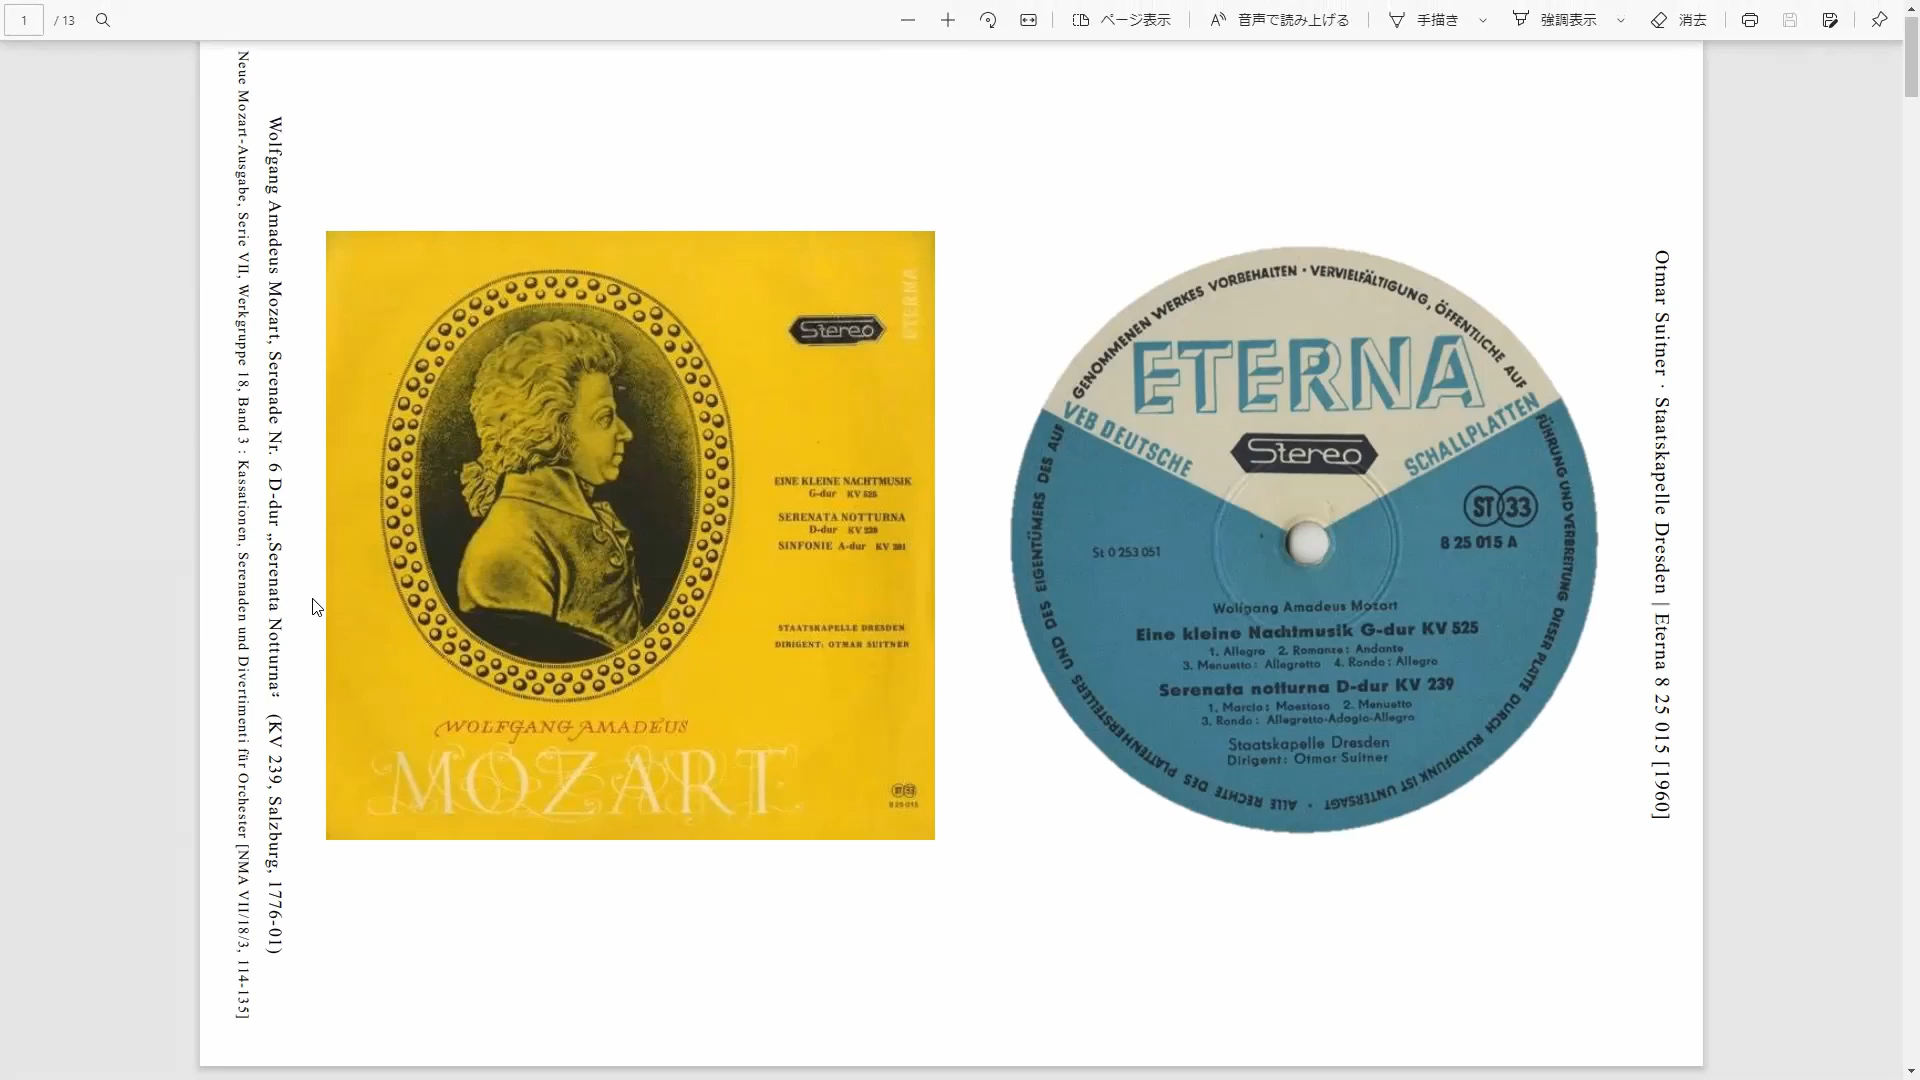 1 / 13
ページ表示
音声で読み上げる
手描き
強調表示
消去
Neue Mozart-Ausgabe, Serie VII, Werkgruppe 18, Band 3 : Kassationen, Serenaden und Divertimenti für Orchester [NMA VII/18/3, 114-135]
Wolfgang Amadeus Mozart, Serenade Nr. 6 D-dur „Serenata Notturna“ (KV 239, Salzburg, 1776-01)
ETERNA
Stereo
EINE KLEINE NACHTMUSIK
G-dur KV 525
SERENATA NOTTURNA
D-dur KV 239
SINFONIE A-dur KV 201
STAATSKAPELLE DRESDEN
DIRIGENT: OTMAR SUITNER
WOLFGANG AMADEUS
MOZART
ST 33
8 25 015
GENOMMENEN WERKES VORBEHALTEN · VERVIELFÄLTIGUNG, ÖFFENTLICHE AUF
FÜHRUNG UND VERBREITUNG DIESER PLATTE DURCH RUNDFUNK IST UNTERSAGT · ALLE RECHTE DES PLATTENHERSTELLERS UND DES EIGENTÜMERS DES AUF
ETERNA
VEB DEUTSCHE SCHALLPLATTEN
Stereo
ST 33
8 25 015 A
St 0 253 051
Wolfgang Amadeus Mozart
Eine kleine Nachtmusik G-dur KV 525
1. Allegro 2. Romanze: Andante
3. Menuetto: Allegretto 4. Rondo: Allegro
Serenata notturna D-dur KV 239
1. Marcia: Maestoso 2. Menuetto
3. Rondo: Allegretto-Adagio-Allegro
Staatskapelle Dresden
Dirigent: Otmar Suitner
Otmar Suitner · Staatskapelle Dresden | Eterna 8 25 015 [1960]